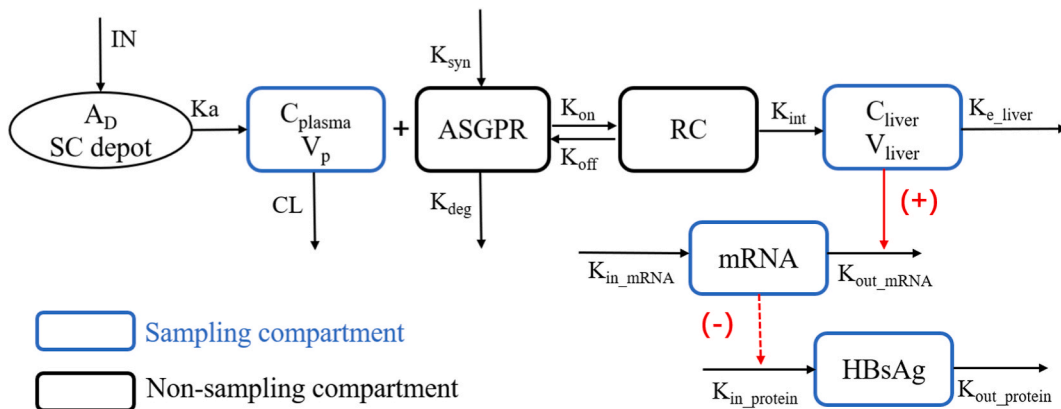 IN
K_syn
A_D
SC depot
Ka
C_plasma
V_p
+
ASGPR
K_on
K_off
RC
K_int
C_liver
V_liver
K_e_liver
CL
K_deg
(+)
K_in_mRNA
mRNA
K_out_mRNA
(-)
K_in_protein
HBsAg
K_out_protein
Sampling compartment
Non-sampling compartment